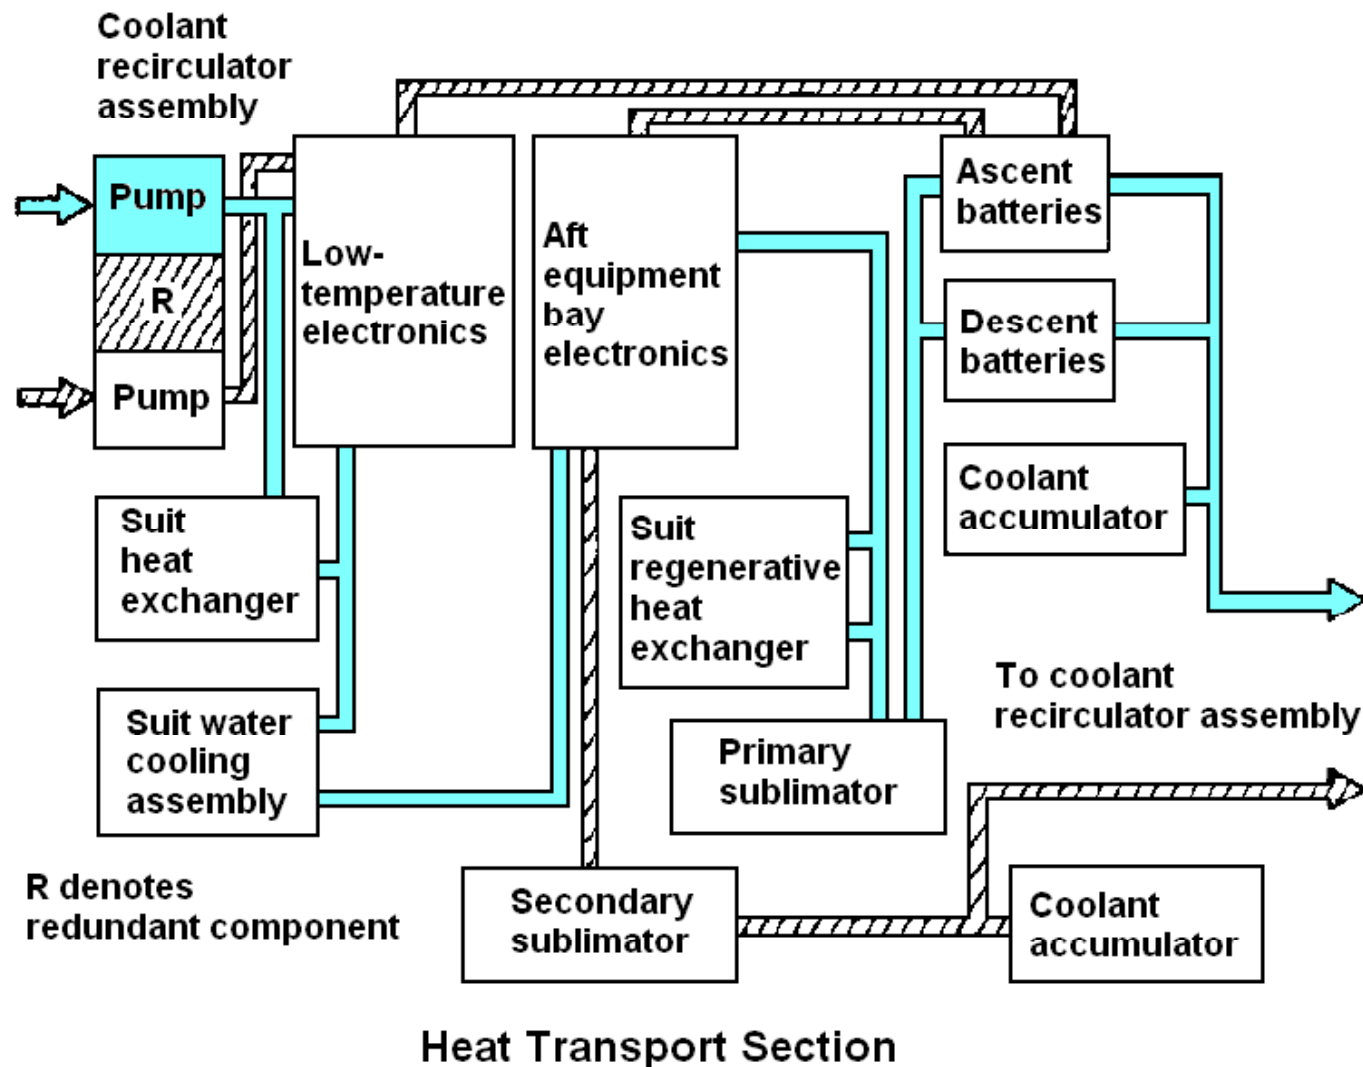 Coolant
recirculator
assembly
Pump
R
Pump
Low-
temperature
electronics
Aft
equipment
bay
electronics
Ascent
batteries
Descent
batteries
Coolant
accumulator
Suit
heat
exchanger
Suit
regenerative
heat
exchanger
Suit water
cooling
assembly
Primary
sublimator
To coolant
recirculator assembly
R denotes
redundant component
Secondary
sublimator
Coolant
accumulator
Heat Transport Section